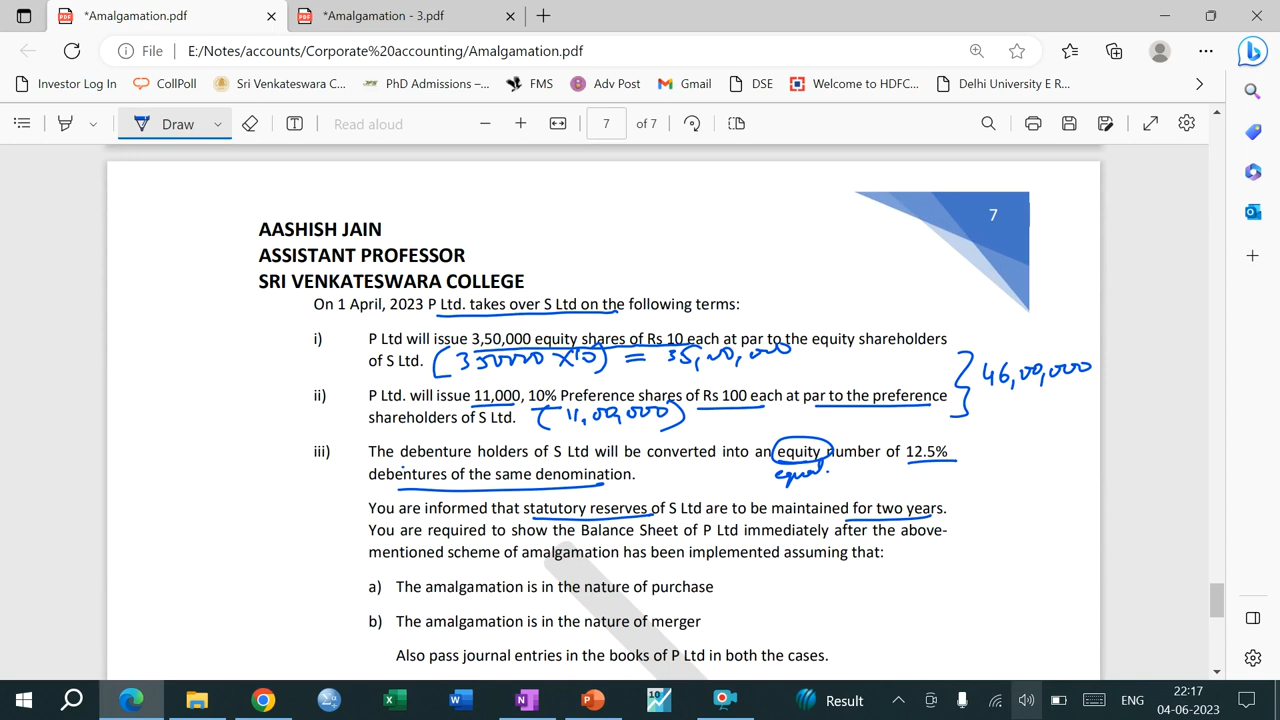 *Amalgamation.pdf
*Amalgamation - 3.pdf
File E:/Notes/accounts/Corporate%20accounting/Amalgamation.pdf
Investor Log In CollPoll Sri Venkateswara C... PhD Admissions –... FMS Adv Post Gmail DSE Welcome to HDFC... Delhi University E R...
Draw Read aloud 7 of 7
7
AASHISH JAIN
ASSISTANT PROFESSOR
SRI VENKATESWARA COLLEGE
On 1 April, 2023 P Ltd. takes over S Ltd on the following terms:
i) P Ltd will issue 3,50,000 equity shares of Rs 10 each at par to the equity shareholders
of S Ltd. (350000 X10) = 35,00,000
46,00,000
ii) P Ltd. will issue 11,000, 10% Preference shares of Rs 100 each at par to the preference
shareholders of S Ltd. (11,00,000)
iii) The debenture holders of S Ltd will be converted into an equity number of 12.5%
debentures of the same denomination. equal.
You are informed that statutory reserves of S Ltd are to be maintained for two years.
You are required to show the Balance Sheet of P Ltd immediately after the above-
mentioned scheme of amalgamation has been implemented assuming that:
a) The amalgamation is in the nature of purchase
b) The amalgamation is in the nature of merger
Also pass journal entries in the books of P Ltd in both the cases.
Result ENG 22:17
04-06-2023